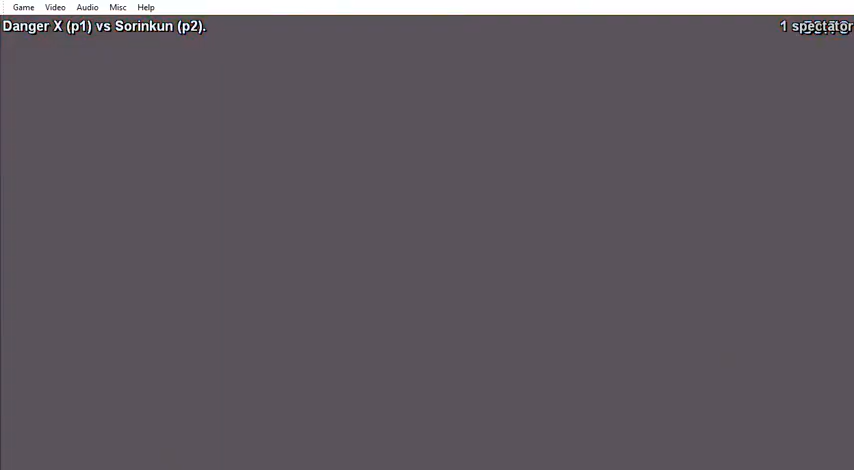 Game Video Audio Misc Help
Danger X (p1) vs Sorinkun (p2).
1 spectator